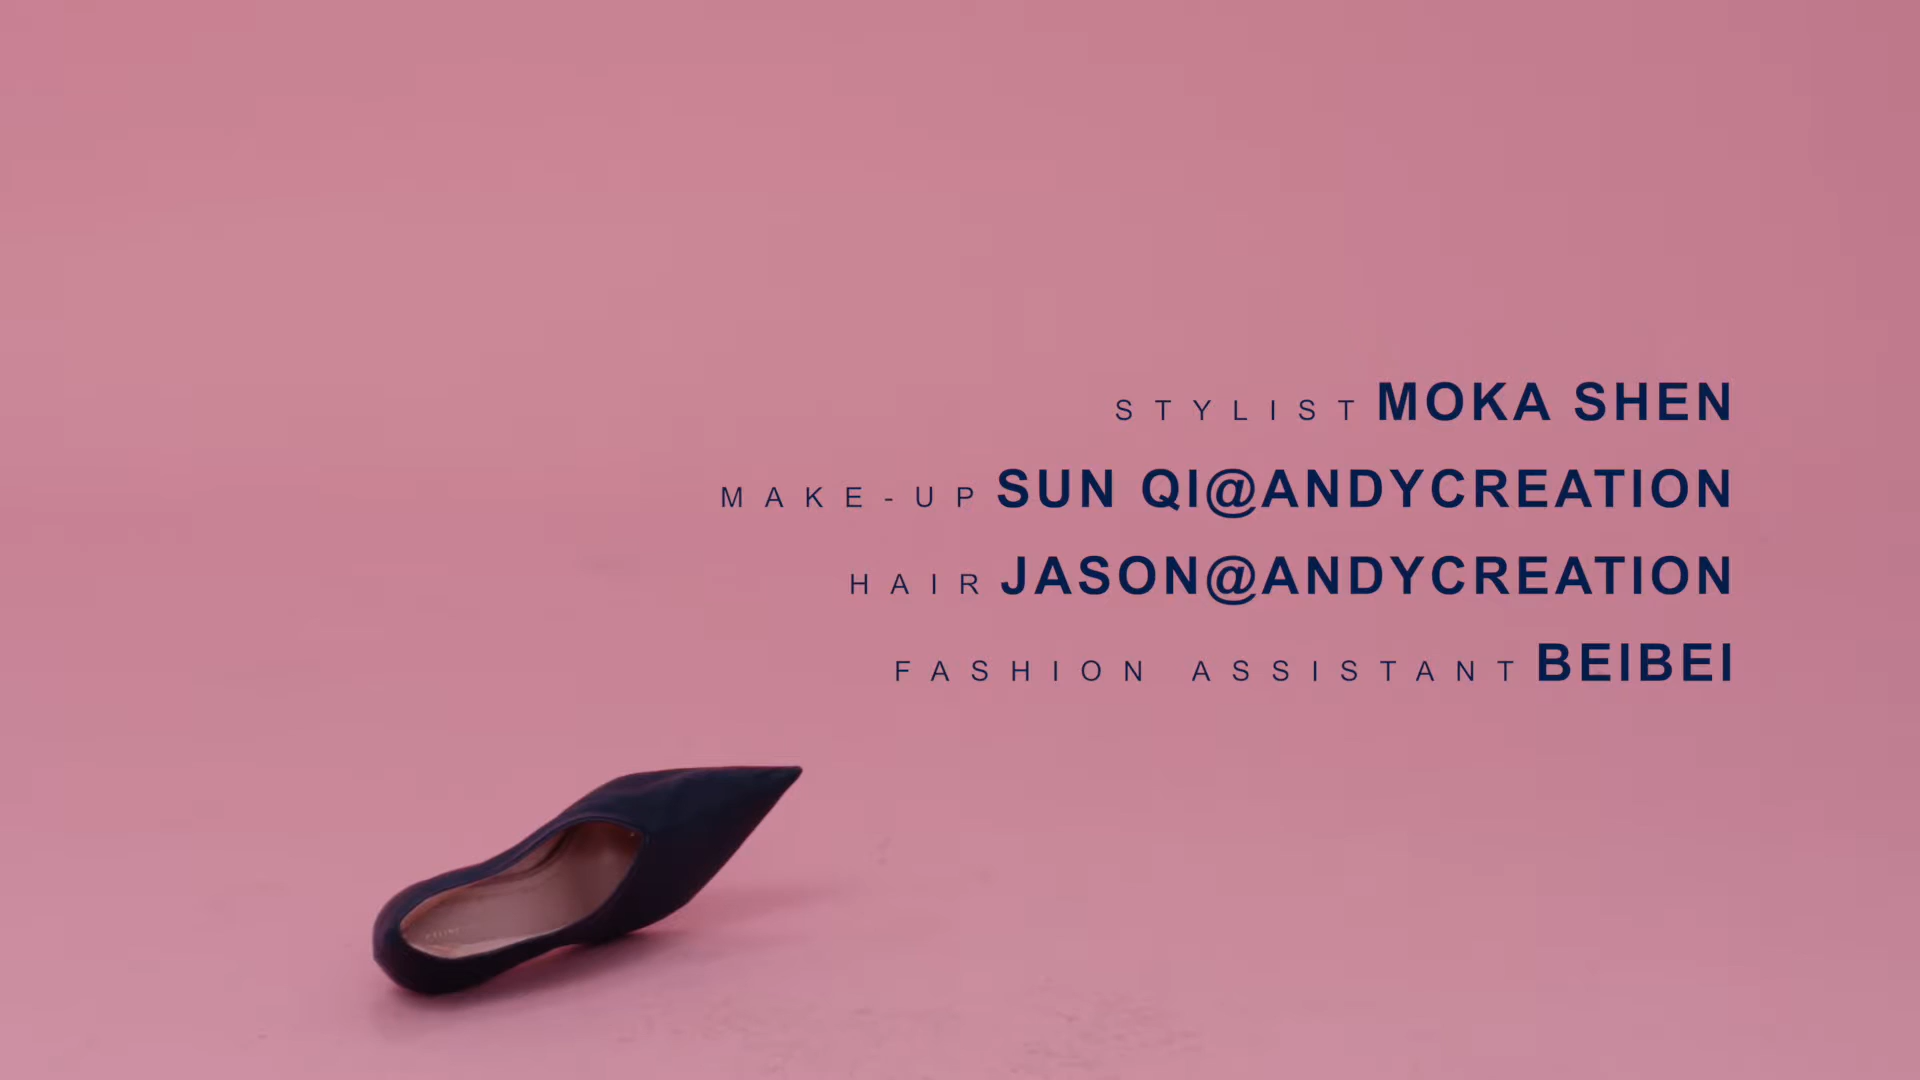 STYLIST MOKA SHEN
MAKE-UP SUN QI@ANDYCREATION
HAIR JASON@ANDYCREATION
FASHION ASSISTANT BEIBEI